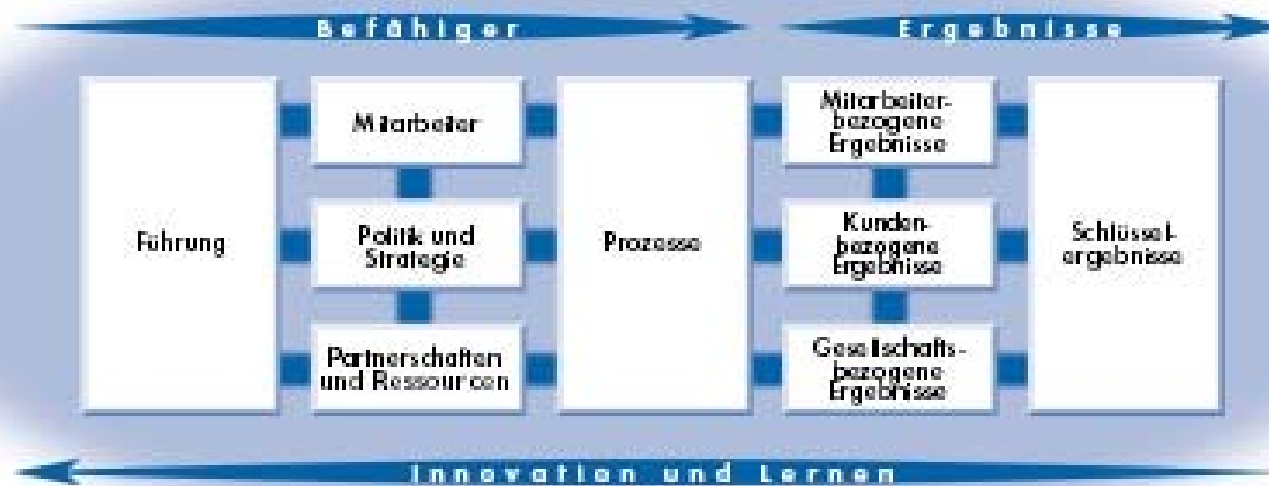 Befähiger
Ergebnisse
Führung
Mitarbeiter
Politik und
Strategie
Partnerschaften
und Ressourcen
Prozesse
Mitarbeiter-
bezogene
Ergebnisse
Kunden-
bezogene
Ergebnisse
Gesellschafts-
bezogene
Ergebnisse
Schlüssel-
ergebnisse
Innovation und Lernen